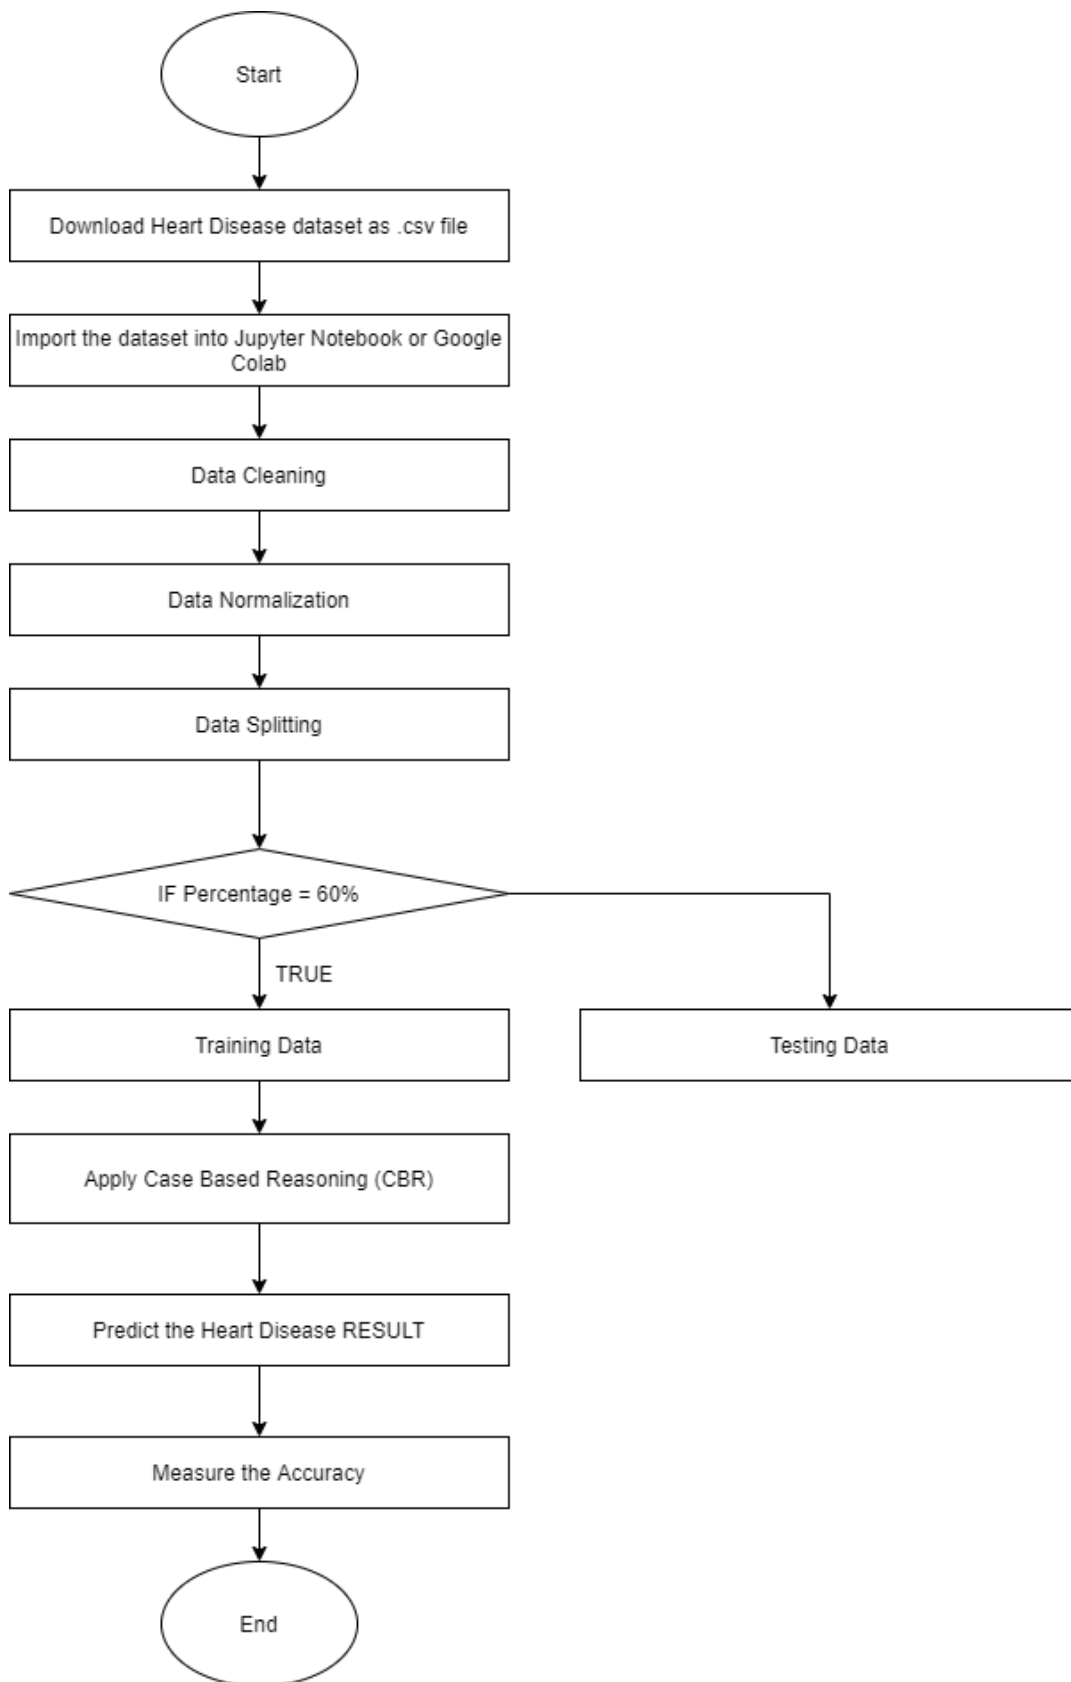 Start
Download Heart Disease dataset as .csv file
Import the dataset into Jupyter Notebook or Google
Colab
Data Cleaning
Data Normalization
Data Splitting
IF Percentage = 60%
TRUE
Training Data
Testing Data
Apply Case Based Reasoning (CBR)
Predict the Heart Disease RESULT
Measure the Accuracy
End